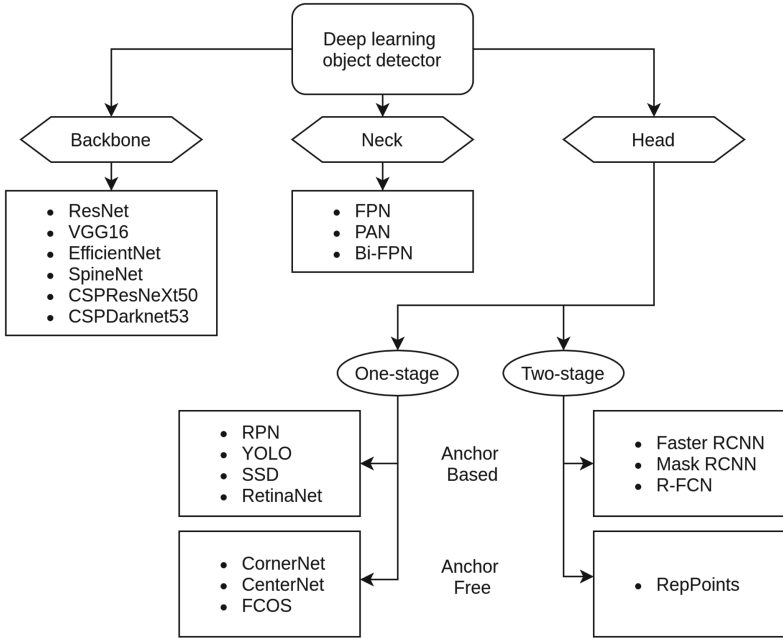 Deep learning
object detector
Backbone
Neck
Head
• ResNet
• VGG16
• EfficientNet
• SpineNet
• CSPResNeXt50
• CSPDarknet53
• FPN
• PAN
• Bi-FPN
One-stage
Two-stage
• RPN
• YOLO
• SSD
• RetinaNet
Anchor
Based
• Faster RCNN
• Mask RCNN
• R-FCN
• CornerNet
• CenterNet
• FCOS
Anchor
Free
• RepPoints